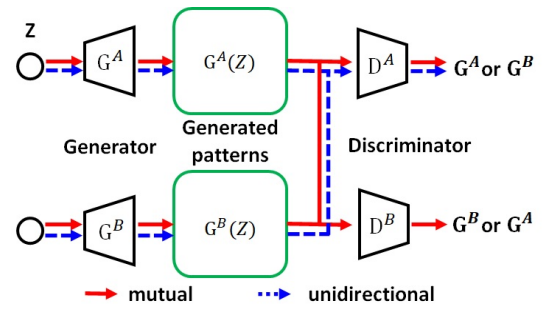 Z
G^A
G^A(Z)
D^A
G^A or G^B
Generator
Generated
patterns
Discriminator
G^B
G^B(Z)
D^B
G^B or G^A
mutual
unidirectional